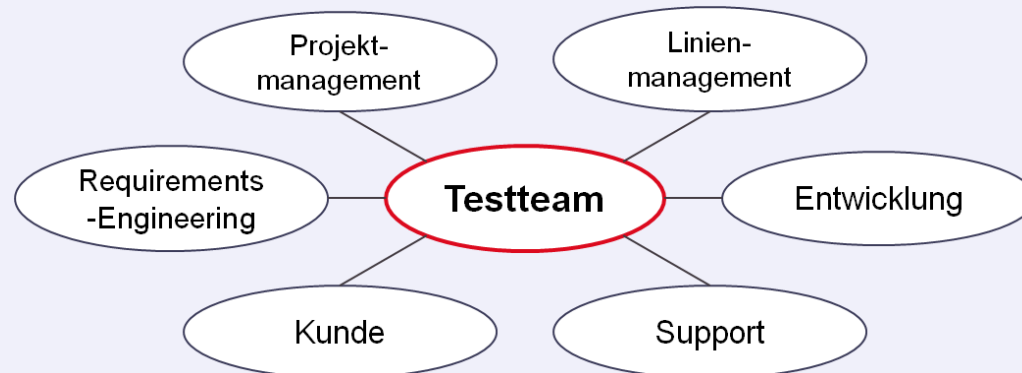 Projekt-
management
Linien-
management
Requirements
-Engineering
Testteam
Entwicklung
Kunde
Support